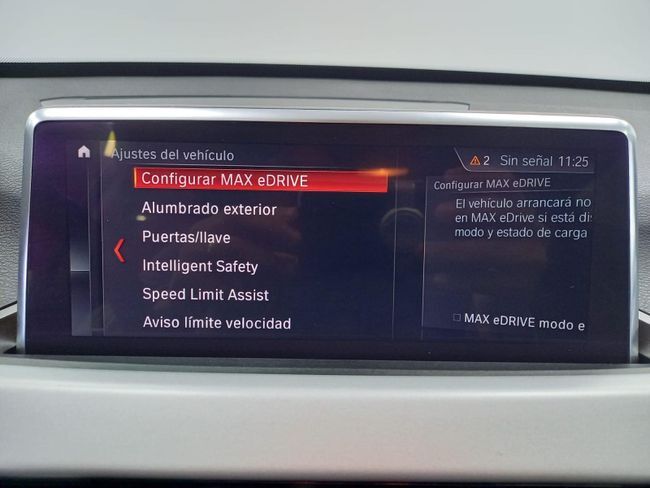 Ajustes del vehículo
2 Sin señal 11:25
Configurar MAX eDRIVE
Alumbrado exterior
Puertas/llave
Intelligent Safety
Speed Limit Assist
Aviso límite velocidad
Configurar MAX eDRIVE
El vehículo arrancará no
en MAX eDrive si está di
modo y estado de carga
MAX eDRIVE modo e